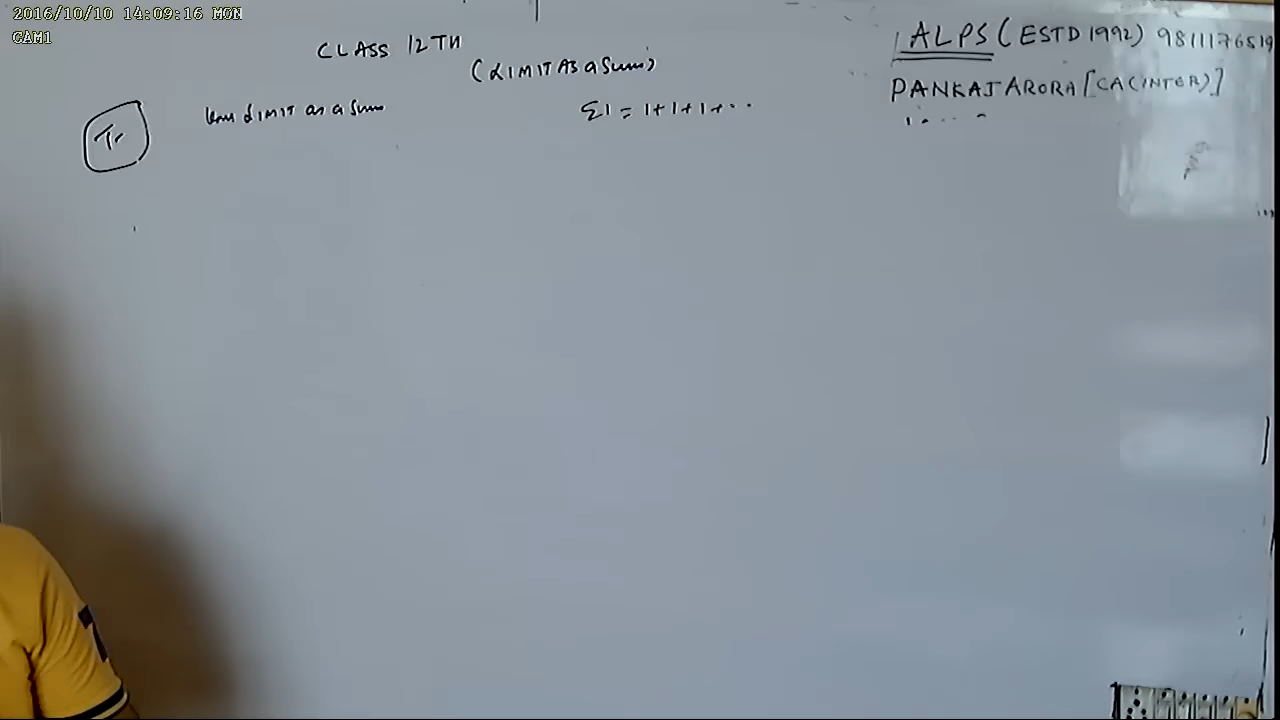 2016/10/10 14:09:16 MON
CAM1
CLASS 12TH
(LIMIT AS a Sum)
ALPS (ESTD 1992) 9811176519
PANKAJ ARORA [CA(INTER)]
LIMIT as a Sum
Σ1 = 1+1+1+...